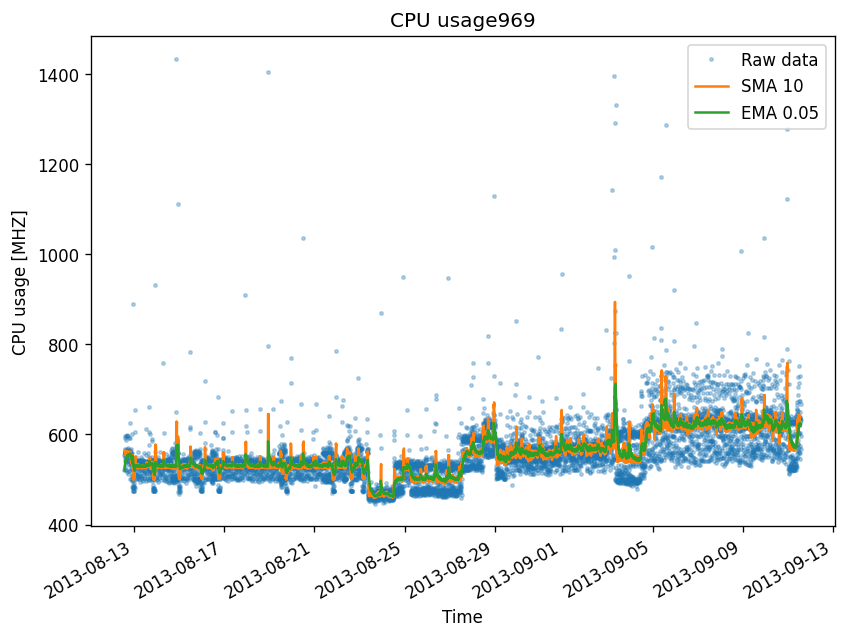 CPU usage969
Raw data
SMA 10
EMA 0.05
1400
1200
1000
800
600
400
CPU usage [MHZ]
2013-08-13
2013-08-17
2013-08-21
2013-08-25
2013-08-29
2013-09-01
2013-09-05
2013-09-09
2013-09-13
Time